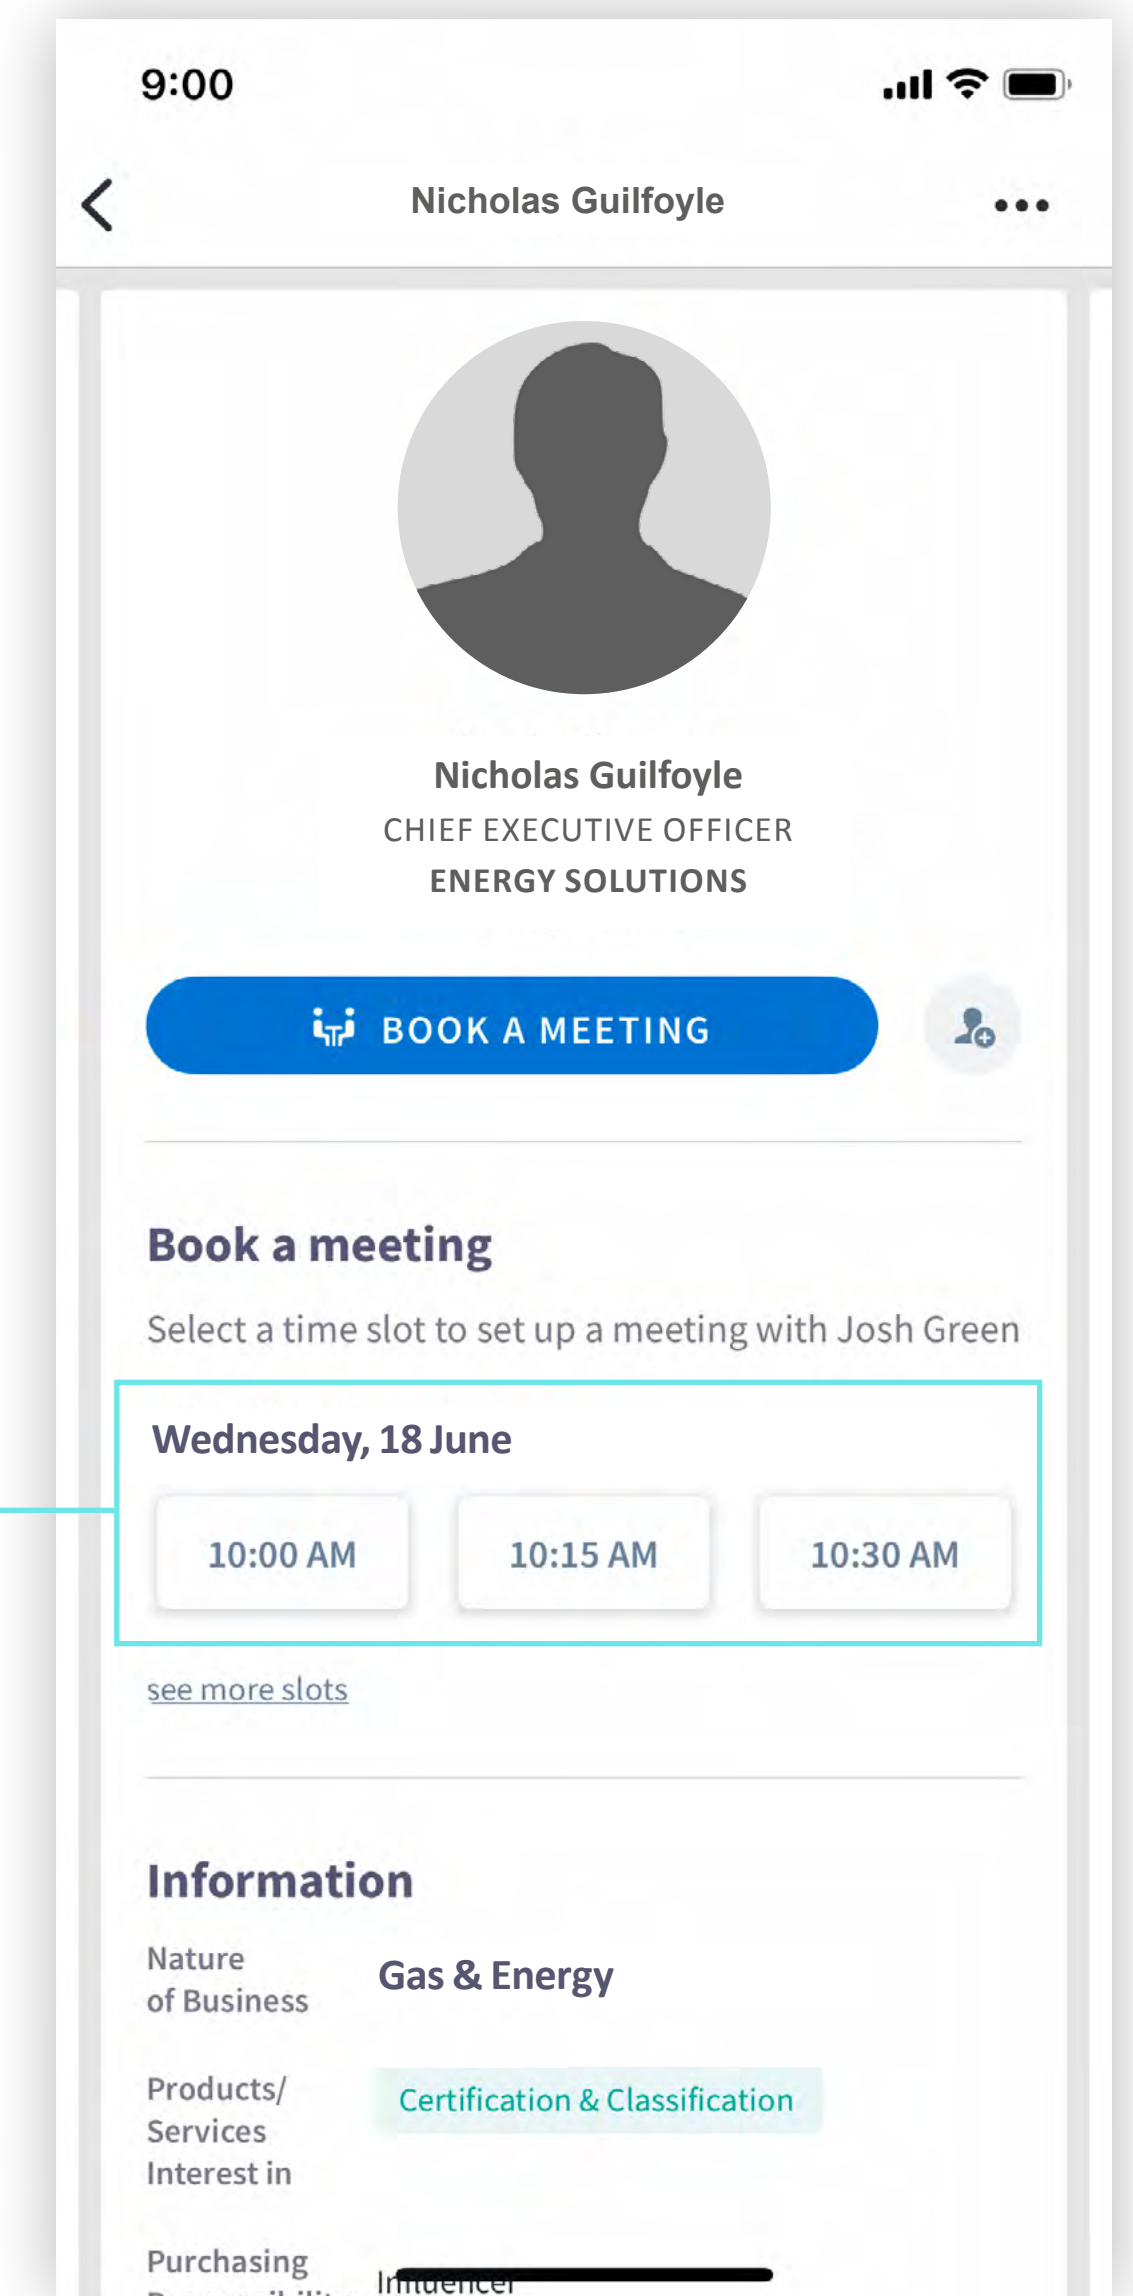 9:00
Nicholas Guilfoyle
Nicholas Guilfoyle
CHIEF EXECUTIVE OFFICER
ENERGY SOLUTIONS
BOOK A MEETING
Book a meeting
Select a time slot to set up a meeting with Josh Green
Wednesday, 18 June
10:00 AM 10:15 AM 10:30 AM
see more slots
Information
Nature
of Business
Gas & Energy
Products/
Services
Interest in
Certification & Classification
Purchasing
Influencer